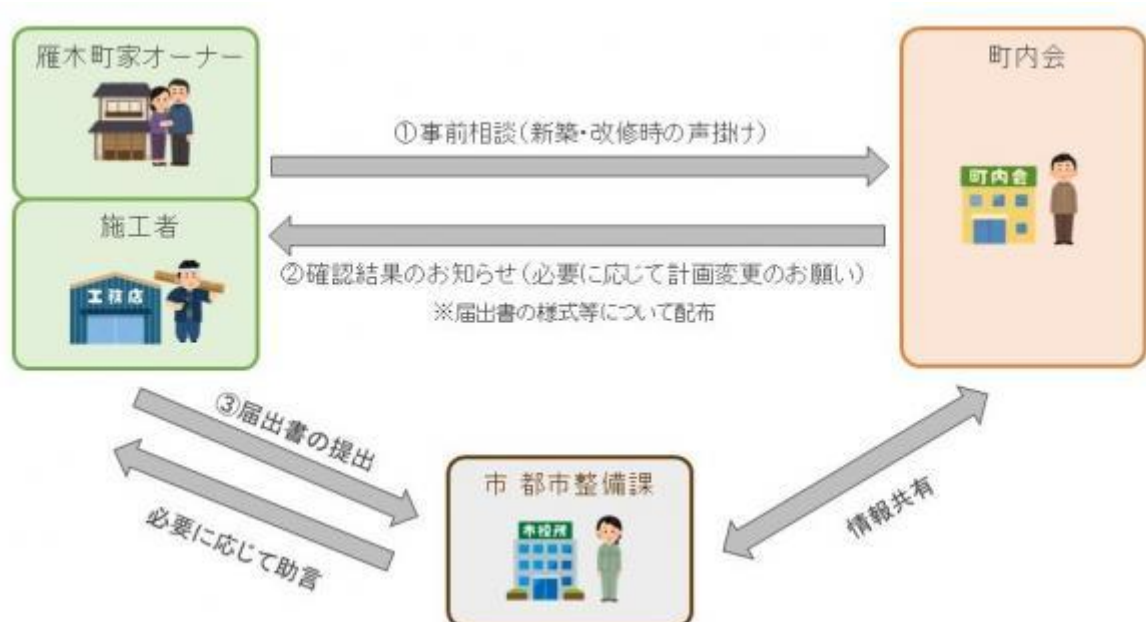 雁木町家オーナー
町内会
①事前相談(新築・改修時の声掛け)
町内会
施工者
工務店
②確認結果のお知らせ(必要に応じて計画変更のお願い)
※届出書の様式等について配布
③届出書の提出
必要に応じて助言
市 都市整備課
市役所
情報共有